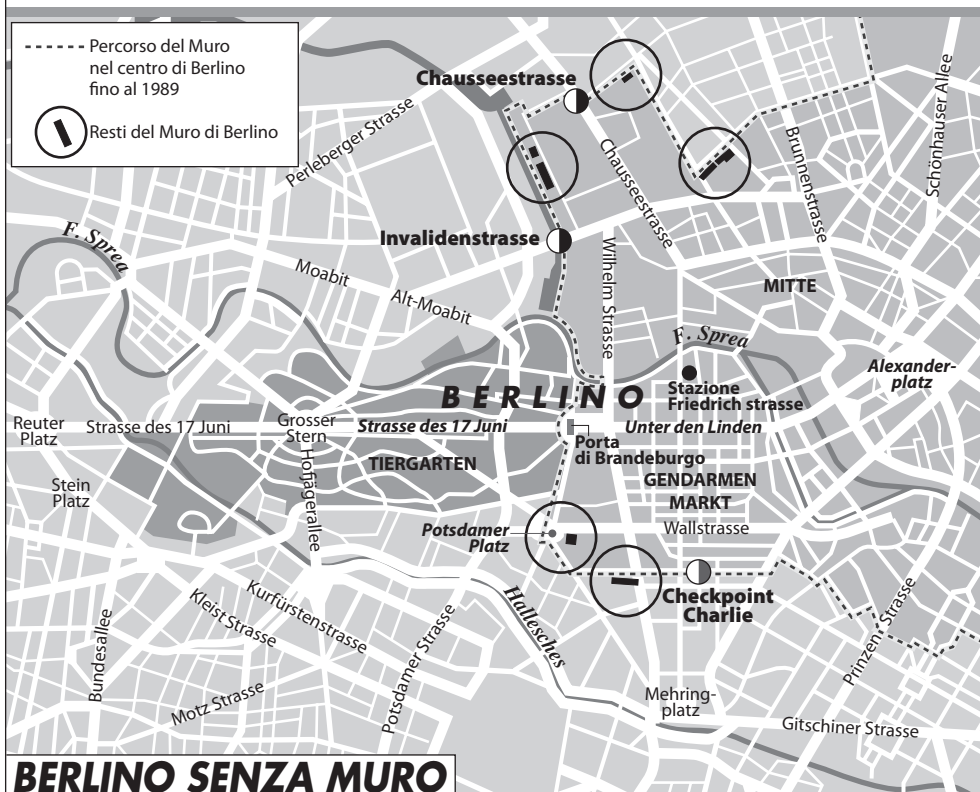 Percorso del Muro
nel centro di Berlino
fino al 1989
Resti del Muro di Berlino
Chausseestrasse
Perleberger Strasse
Chausseestrasse
Brunnenstrasse
Schönhauser Allee
F. Sprea
Invalidenstrasse
Moabit
Alt-Moabit
Wilhelm Strasse
MITTE
F. Sprea
Alexander-
platz
BERLINO
Stazione
Friedrich strasse
Reuter
Platz
Strasse des 17 Juni
Grosser
Stern
Strasse des 17 Juni
Unter den Linden
Porta
di Brandeburgo
TIERGARTEN
Hofjagerallee
GENDARMEN
MARKT
Stein
Platz
Potsdamer
Platz
Wallstrasse
Checkpoint
Charlie
Hallesches
Kurfürstenstrasse
Kleist Strasse
Bundesallee
Motz Strasse
Potsdamer Strasse
Prinzen Strasse
Mehring-
platz
Gitschiner Strasse
BERLINO SENZA MURO